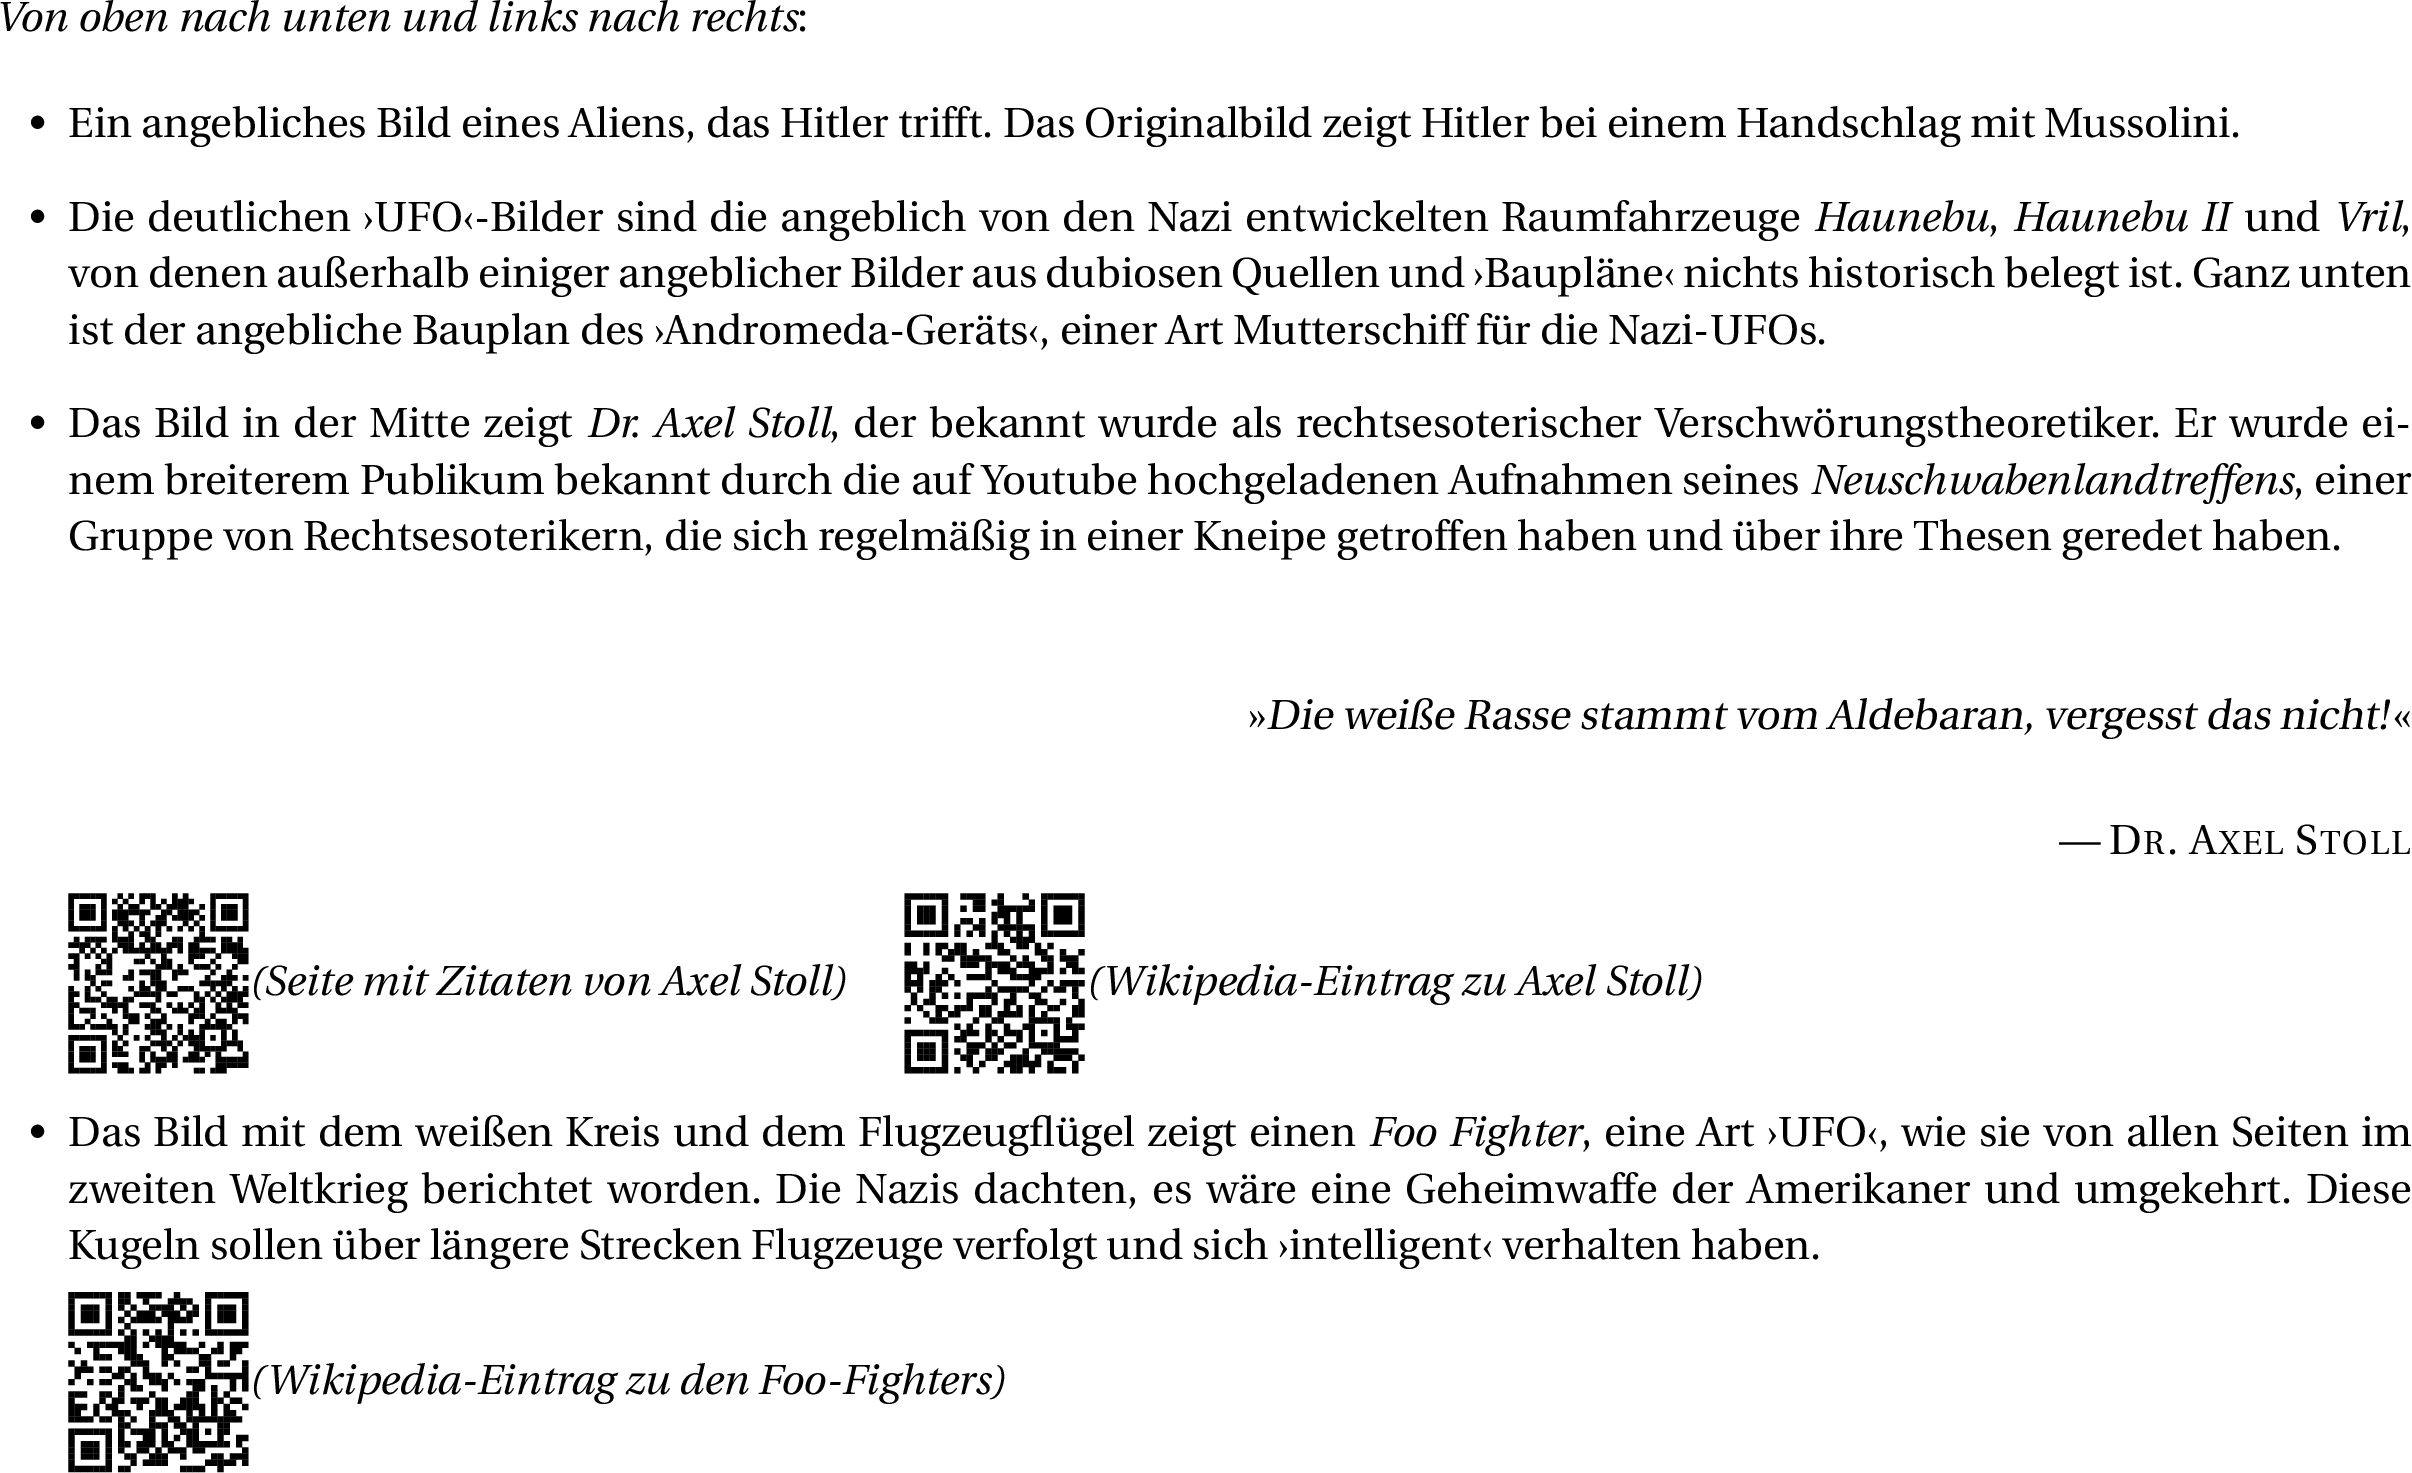 Von oben nach unten und links nach rechts:
• Ein angebliches Bild eines Aliens, das Hitler trifft. Das Originalbild zeigt Hitler bei einem Handschlag mit Mussolini.
• Die deutlichen ›UFO‹-Bilder sind die angeblich von den Nazi entwickelten Raumfahrzeuge Haunebu, Haunebu II und Vril,
von denen außerhalb einiger angeblicher Bilder aus dubiosen Quellen und ›Baupläne‹ nichts historisch belegt ist. Ganz unten
ist der angebliche Bauplan des ›Andromeda-Geräts‹, einer Art Mutterschiff für die Nazi-UFOs.
• Das Bild in der Mitte zeigt Dr. Axel Stoll, der bekannt wurde als rechtsesoterischer Verschwörungstheoretiker. Er wurde ei-
nem breiterem Publikum bekannt durch die auf Youtube hochgeladenen Aufnahmen seines Neuschwabenlandtreffens, einer
Gruppe von Rechtsesoterikern, die sich regelmäßig in einer Kneipe getroffen haben und über ihre Thesen geredet haben.
»Die weiße Rasse stammt vom Aldebaran, vergesst das nicht!«
— DR. AXEL STOLL
(Seite mit Zitaten von Axel Stoll) (Wikipedia-Eintrag zu Axel Stoll)
• Das Bild mit dem weißen Kreis und dem Flugzeugflügel zeigt einen Foo Fighter, eine Art ›UFO‹, wie sie von allen Seiten im
zweiten Weltkrieg berichtet worden. Die Nazis dachten, es wäre eine Geheimwaffe der Amerikaner und umgekehrt. Diese
Kugeln sollen über längere Strecken Flugzeuge verfolgt und sich ›intelligent‹ verhalten haben.
(Wikipedia-Eintrag zu den Foo-Fighters)